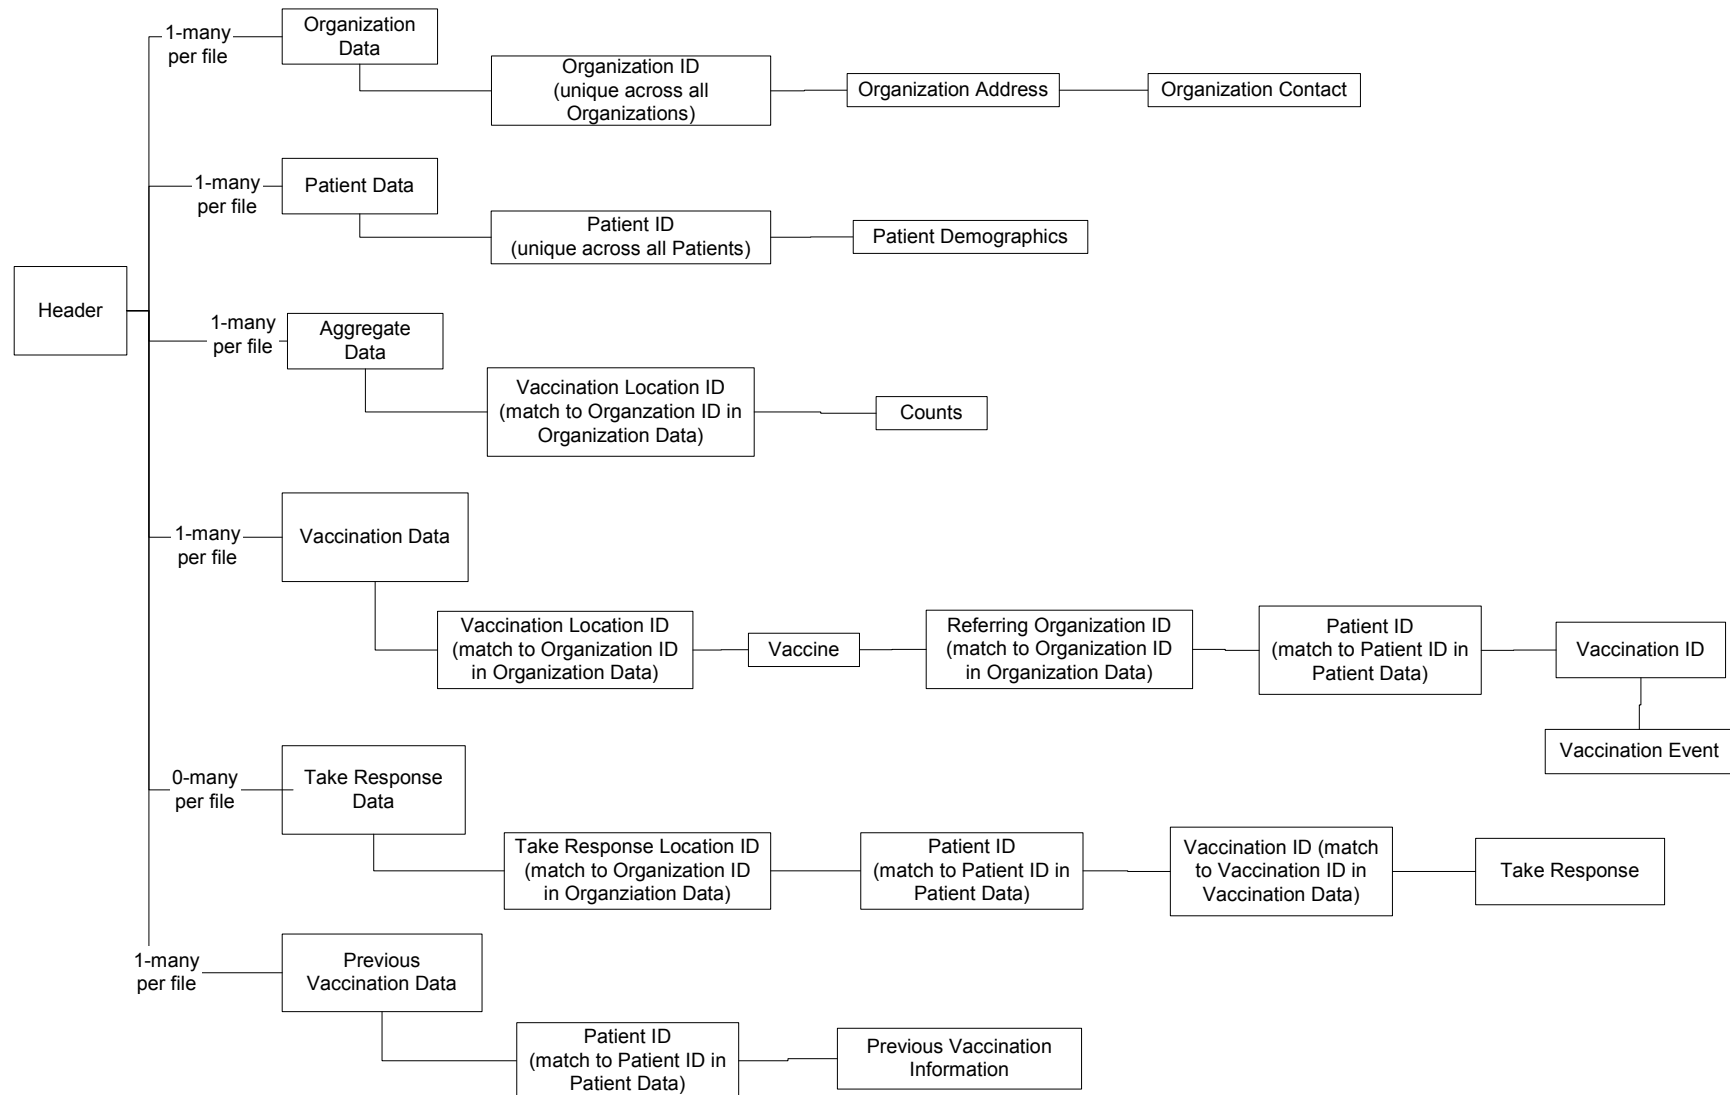 1-many
per file
Organization
Data
Organization ID
(unique across all
Organizations)
Organization Address
Organization Contact
1-many
per file
Patient Data
Patient ID
(unique across all Patients)
Patient Demographics
Header
1-many
per file
Aggregate
Data
Vaccination Location ID
(match to Organzation ID in
Organization Data)
Counts
1-many
per file
Vaccination Data
Vaccination Location ID
(match to Organization ID
in Organization Data)
Vaccine
Referring Organization ID
(match to Organization ID
in Organization Data)
Patient ID
(match to Patient ID in
Patient Data)
Vaccination ID
Vaccination Event
0-many
per file
Take Response
Data
Take Response Location ID
(match to Organization ID
in Organziation Data)
Patient ID
(match to Patient ID in
Patient Data)
Vaccination ID (match
to Vaccination ID in
Vaccination Data)
Take Response
1-many
per file
Previous
Vaccination Data
Patient ID
(match to Patient ID in
Patient Data)
Previous Vaccination
Information